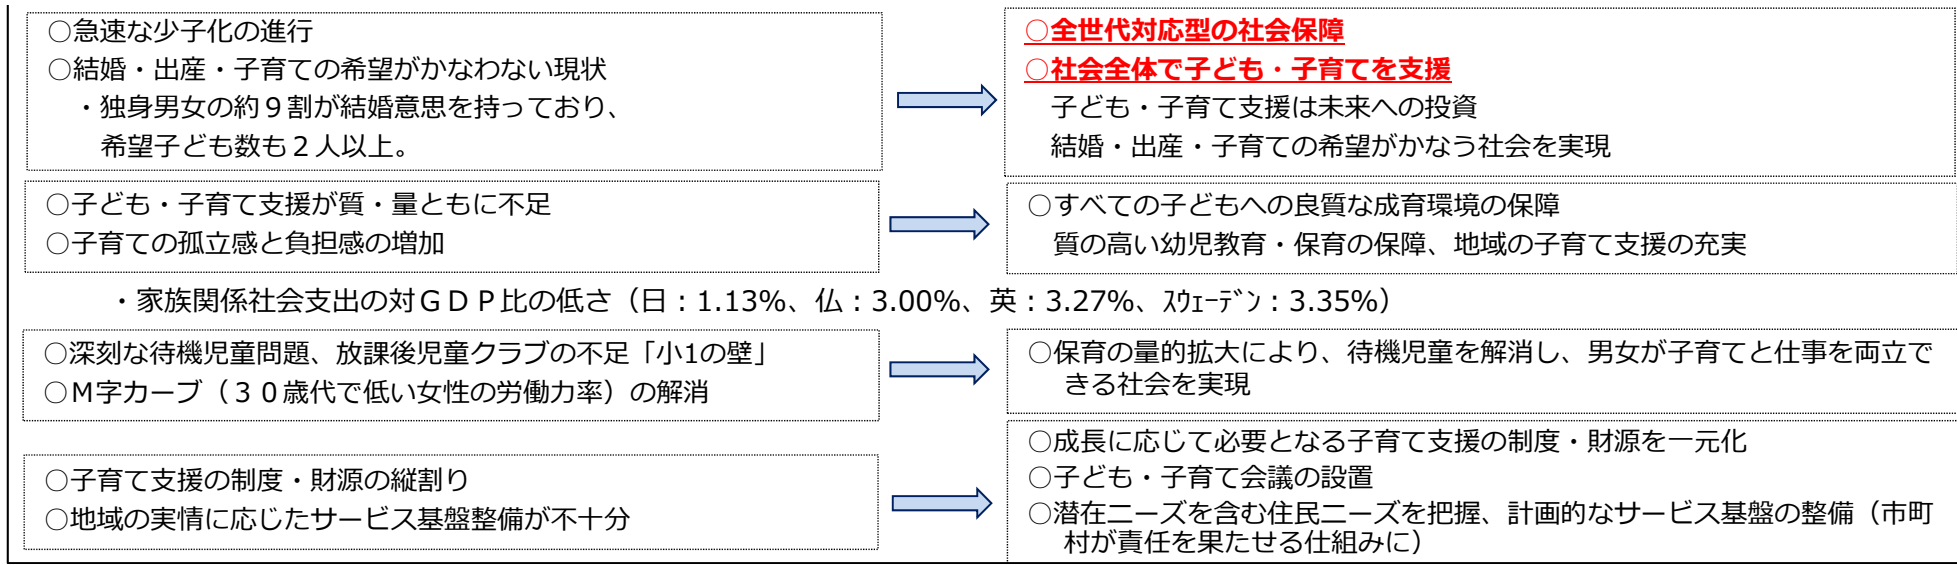 ○急速な少子化の進行
○結婚・出産・子育ての希望がかなわない現状
・独身男女の約９割が結婚意思を持っており、
希望子ども数も２人以上。
○全世代対応型の社会保障
○社会全体で子ども・子育てを支援
子ども・子育て支援は未来への投資
結婚・出産・子育ての希望がかなう社会を実現
○子ども・子育て支援が質・量ともに不足
○子育ての孤立感と負担感の増加
○すべての子どもへの良質な成育環境の保障
質の高い幼児教育・保育の保障、地域の子育て支援の充実
・家族関係社会支出の対ＧＤＰ比の低さ（日：1.13%、仏：3.00%、英：3.27%、ｽｳｪｰﾃﾞﾝ：3.35%）
○深刻な待機児童問題、放課後児童クラブの不足「小1の壁」
○Ｍ字カーブ（３０歳代で低い女性の労働力率）の解消
○保育の量的拡大により、待機児童を解消し、男女が子育てと仕事を両立で
きる社会を実現
○子育て支援の制度・財源の縦割り
○地域の実情に応じたサービス基盤整備が不十分
○成長に応じて必要となる子育て支援の制度・財源を一元化
○子ども・子育て会議の設置
○潜在ニーズを含む住民ニーズを把握、計画的なサービス基盤の整備（市町
村が責任を果たせる仕組みに）